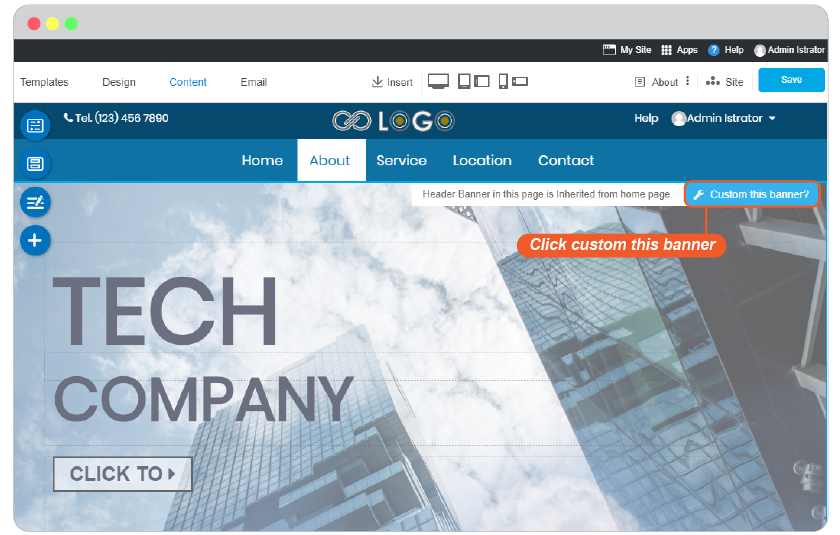 My Site Apps ? Help Admin Istrator
Templates Design Content Email Insert About Site Save
Tel. (123) 456 7890 LOGO Help Admin Istrator
Home About Service Location Contact
Header Banner in this page is Inherited from home page. Custom this banner?
Click custom this banner
TECH
COMPANY
CLICK TO